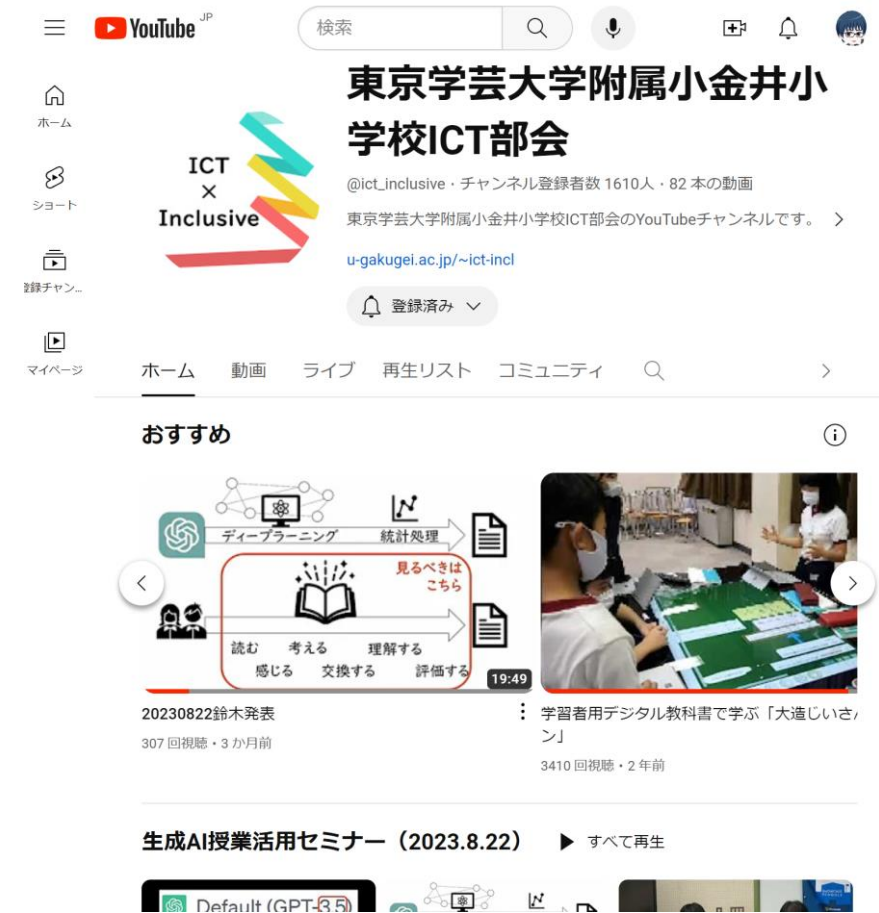 YouTube JP
検索
ホーム
ショート
登録チャン...
マイページ
ICT
×
Inclusive
東京学芸大学附属小金井小
学校ICT部会
@ict_inclusive・チャンネル登録者数 1610人・82 本の動画
東京学芸大学附属小金井小学校ICT部会のYouTubeチャンネルです。
u-gakugei.ac.jp/~ict-incl
登録済み
ホーム 動画 ライブ 再生リスト コミュニティ
おすすめ
ディープラーニング 統計処理
見るべきは
こちら
読む 考える 理解する
感じる 交換する 評価する
19:49
20230822鈴木発表
307 回視聴・3 か月前
学習者用デジタル教科書で学ぶ「大造じいさん
ン」
3410 回視聴・2 年前
生成AI授業活用セミナー（2023.8.22） すべて再生
Default (GPT-3.5)